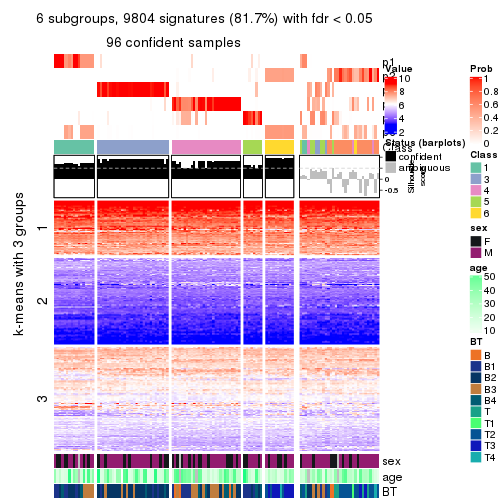 6 subgroups, 9804 signatures (81.7%) with fdr < 0.05
96 confident samples
p1
Class
k-means with 3 groups
1
2
3
sex
age
BT
Value
10
8
6
4
2
Status (barplots)
confident
ambiguous
0
-0.5
Silhouette score
Prob
1
0.8
0.6
0.4
0.2
0
Class
1
3
4
5
6
sex
F
M
age
50
40
30
20
10
BT
B
B1
B2
B3
B4
T
T1
T2
T3
T4